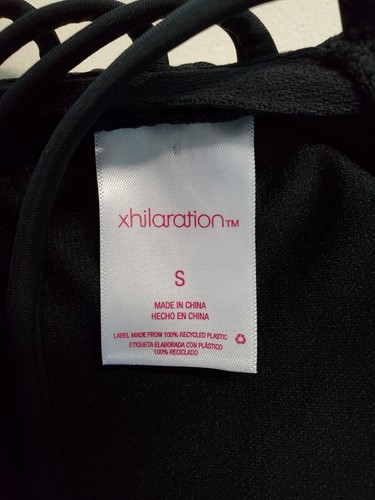 xhilaration™
S
MADE IN CHINA
HECHO EN CHINA
LABEL MADE FROM 100% RECYCLED PLASTIC
ETIQUETA ELABORADA CON PLÁSTICO
100% RECICLADO